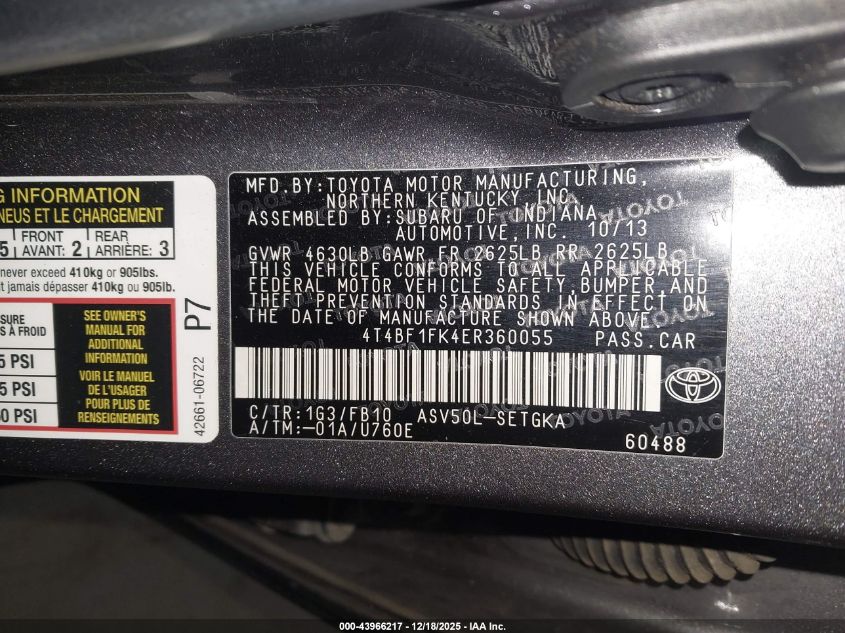 G INFORMATION
NEUS ET LE CHARGEMENT
5 FRONT AVANT: 2 REAR ARRIÈRE: 3
never exceed 410kg or 905lbs.
t jamais dépasser 410kg ou 905lb.
SURE
S À FROID
5 PSI
5 PSI
0 PSI
SEE OWNER'S
MANUAL FOR
ADDITIONAL
INFORMATION
VOIR LE MANUEL
DE L'USAGER
POUR PLUS DE
RENSEIGNEMENTS
P7
42661-06722
MFD.BY:TOYOTA MOTOR MANUFACTURING,
NORTHERN KENTUCKY, INC.
ASSEMBLED BY:SUBARU OF INDIANA
AUTOMOTIVE, INC. 10/13
GVWR 4630LB GAWR FR 2625LB RR 2625LB
THIS VEHICLE CONFORMS TO ALL APPLICABLE
FEDERAL MOTOR VEHICLE SAFETY,BUMPER,AND
THEFT PREVENTION STANDARDS IN EFFECT ON
THE DATE OF MANUFACTURE SHOWN ABOVE.
4T4BF1FK4ER360055 PASS.CAR
C/TR:1G3/FB10 ASV50L-SETGKA
A/TM:-01A/U760E
60488
TOYOTA
000-43966217 • 12/18/2025 - IAA Inc.